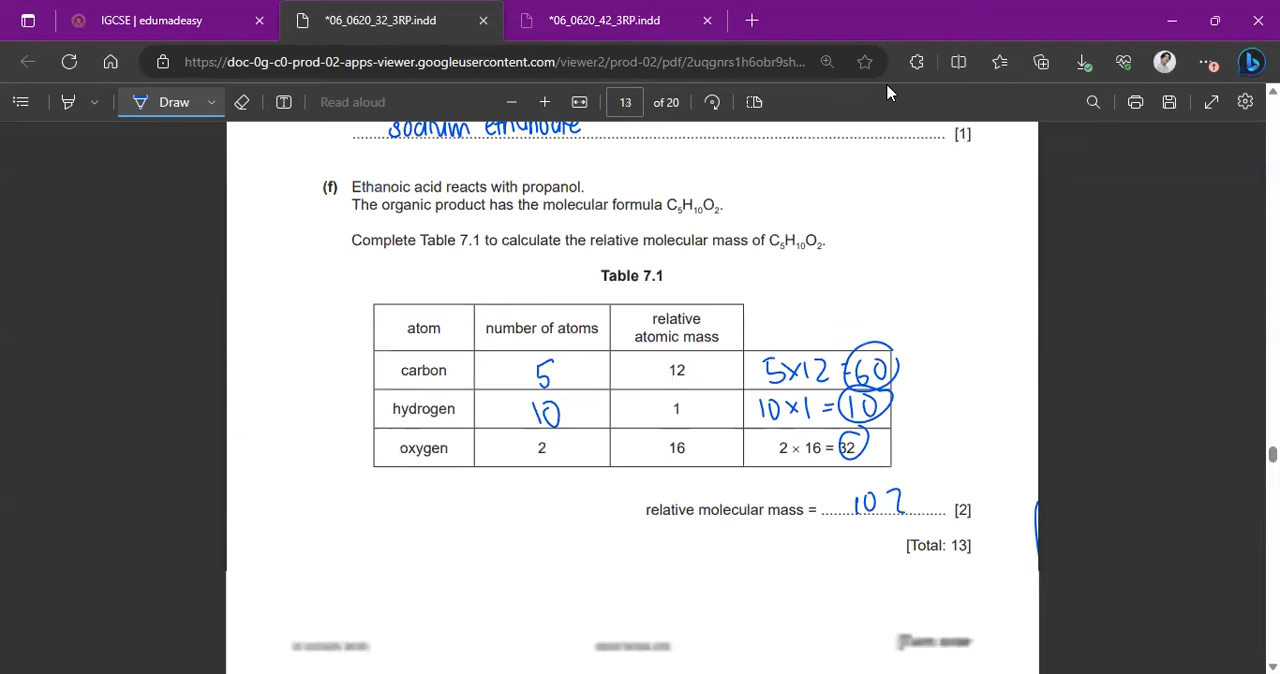 IGCSE | edumadeasy
*06_0620_32_3RP.indd
*06_0620_42_3RP.indd
https://doc-0g-c0-prod-02-apps-viewer.googleusercontent.com/viewer2/prod-02/pdf/2uqgnrs1h6obr9sh...
Draw
Read aloud
13 of 20
sodium ethanoate
[1]
(f) Ethanoic acid reacts with propanol.
The organic product has the molecular formula C5H10O2.
Complete Table 7.1 to calculate the relative molecular mass of C5H10O2.
Table 7.1
atom number of atoms relative atomic mass
carbon 5 12 5×12 = 60
hydrogen 10 1 10×1 = 10
oxygen 2 16 2 × 16 = 32
relative molecular mass = 102 [2]
[Total: 13]